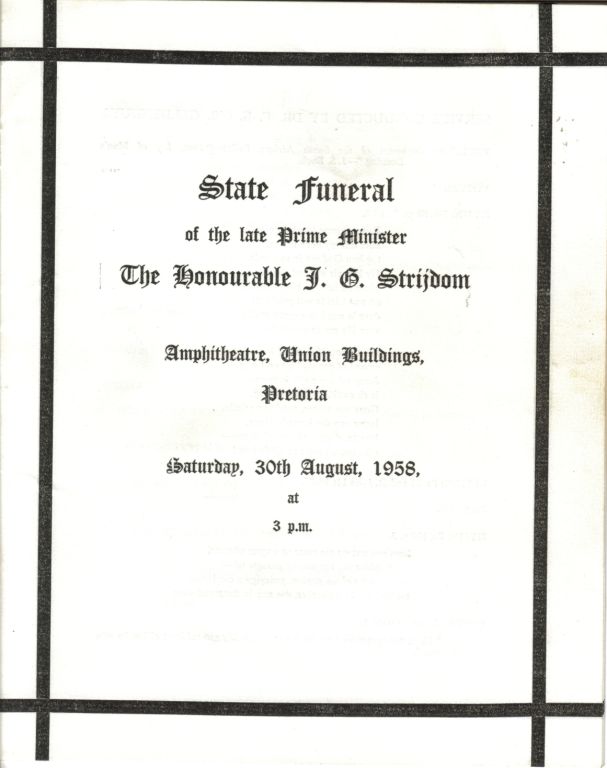 State Funeral
of the late Prime Minister
The Honourable J. G. Strijdom
Amphitheatre, Union Buildings,
Pretoria
Saturday, 30th August, 1958,
at
3 p.m.